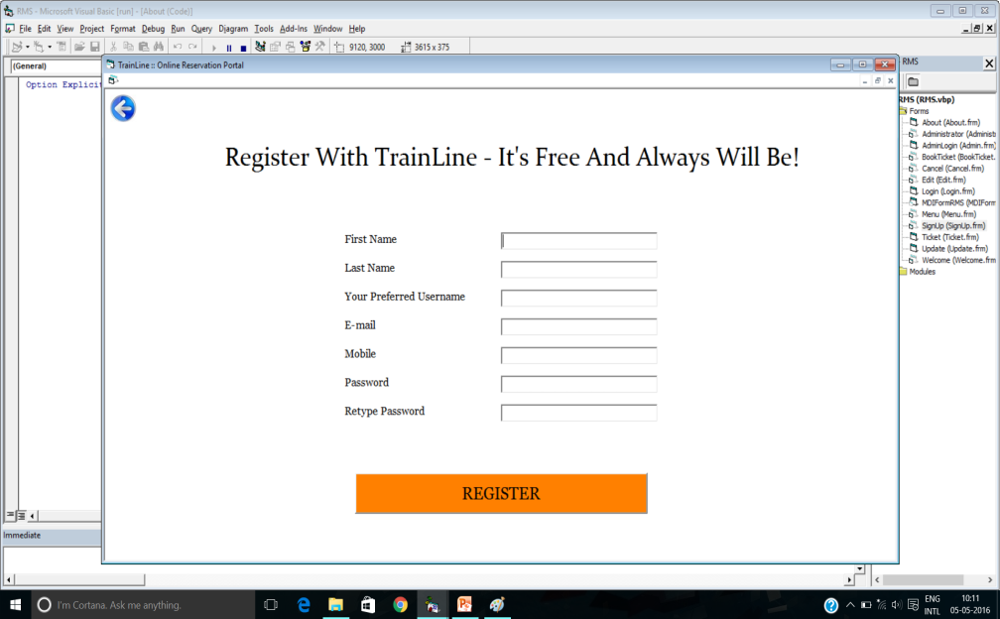 RMS - Microsoft Visual Basic [run] - [About (Code)]
File Edit View Project Format Debug Run Query Diagram Tools Add-Ins Window Help
9120, 3000 3615 x 375
(General)
Option Explicit
TrainLine :: Online Reservation Portal
Register With TrainLine - It's Free And Always Will Be!
First Name
Last Name
Your Preferred Username
E-mail
Mobile
Password
Retype Password
REGISTER
RMS
RMS (RMS.vbp)
Forms
About (About.frm)
Administrator (Administ
AdminLogin (Admin.frm)
BookTicket (BookTicket.
Cancel (Cancel.frm)
Edit (Edit.frm)
Login (Login.frm)
MDIFormRMS (MDIForm
Menu (Menu.frm)
SignUp (SignUp.frm)
Ticket (Ticket.frm)
Update (Update.frm)
Welcome (Welcome.frm
Modules
Immediate
I'm Cortana. Ask me anything.
ENG
INTL
10:11
05-05-2016